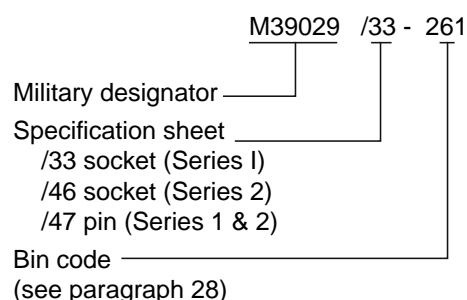 M39029 /33 - 261
Military designator
Specification sheet
/33 socket (Series I)
/46 socket (Series 2)
/47 pin (Series 1 & 2)
Bin code
(see paragraph 28)